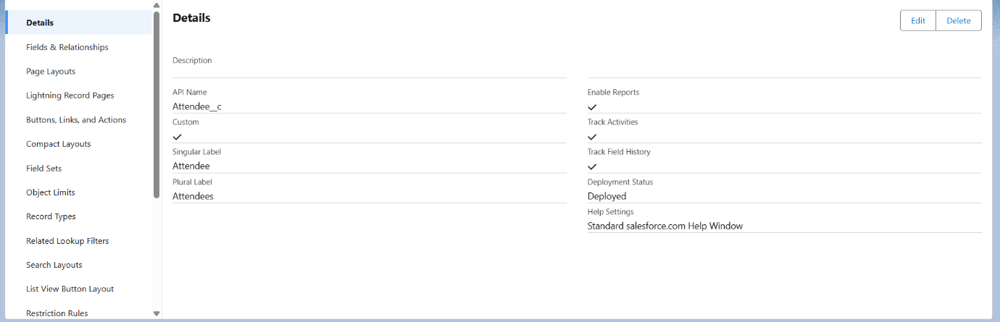 Details
Fields & Relationships
Page Layouts
Lightning Record Pages
Buttons, Links, and Actions
Compact Layouts
Field Sets
Object Limits
Record Types
Related Lookup Filters
Search Layouts
List View Button Layout
Restriction Rules
Details
Edit
Delete
Description
API Name
Attendee__c
Custom
Singular Label
Attendee
Plural Label
Attendees
Enable Reports
Track Activities
Track Field History
Deployment Status
Deployed
Help Settings
Standard salesforce.com Help Window